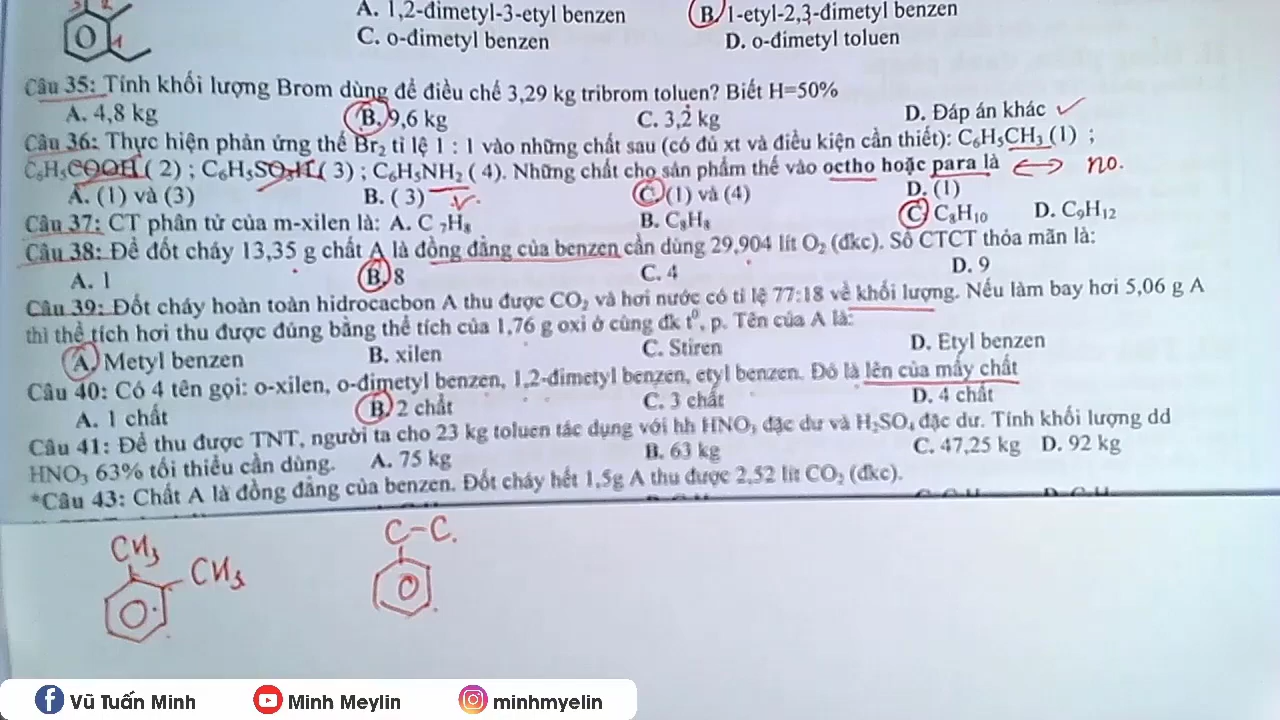 A. 1,2-đimetyl-3-etyl benzen B. 1-etyl-2,3-đimetyl benzen
C. o-đimetyl benzen D. o-đimetyl toluen
Câu 35: Tính khối lượng Brom dùng để điều chế 3,29 kg tribrom toluen? Biết H=50%
A. 4,8 kg B. 9,6 kg C. 3,2 kg D. Đáp án khác
Câu 36: Thực hiện phản ứng thế Br₂ tỉ lệ 1 : 1 vào những chất sau (có đủ xt và điều kiện cần thiết): C₆H₅CH₃ (1) ;
C₆H₅COOH ( 2) ; C₆H₅SO₃H ( 3) ; C₆H₅NH₂ ( 4). Những chất cho sản phẩm thế vào octho hoặc para là ⟷ no.
A. (1) và (3) B. ( 3) C. (1) và (4) D. (1)
Câu 37: CT phân tử của m-xilen là: A. C ₇H₈ B. C₈H₈ C. C₈H₁₀ D. C₉H₁₂
Câu 38: Để đốt cháy 13,35 g chất A là đồng đẳng của benzen cần dùng 29,904 lít O₂ (đkc). Số CTCT thỏa mãn là:
A. 1 B. 8 C. 4 D. 9
Câu 39: Đốt cháy hoàn toàn hidrocacbon A thu được CO₂ và hơi nước có tỉ lệ 77:18 về khối lượng. Nếu làm bay hơi 5,06 g A
thì thể tích hơi thu được đúng bằng thể tích của 1,76 g oxi ở cùng đk t⁰, p. Tên của A là:
A. Metyl benzen B. xilen C. Stiren D. Etyl benzen
Câu 40: Có 4 tên gọi: o-xilen, o-đimetyl benzen, 1,2-đimetyl benzen, etyl benzen. Đó là lên của mấy chất
A. 1 chất B. 2 chất C. 3 chất D. 4 chất
Câu 41: Để thu được TNT, người ta cho 23 kg toluen tác dụng với hh HNO₃ đặc dư và H₂SO₄ đặc dư. Tính khối lượng dd
HNO₃ 63% tối thiểu cần dùng. A. 75 kg B. 63 kg C. 47,25 kg D. 92 kg
*Câu 43: Chất A là đồng đẳng của benzen. Đốt cháy hết 1,5g A thu được 2,52 lít CO₂ (đkc).
CH₃ CH₃ C-C.
Vũ Tuấn Minh Minh Meylin minhmyelin